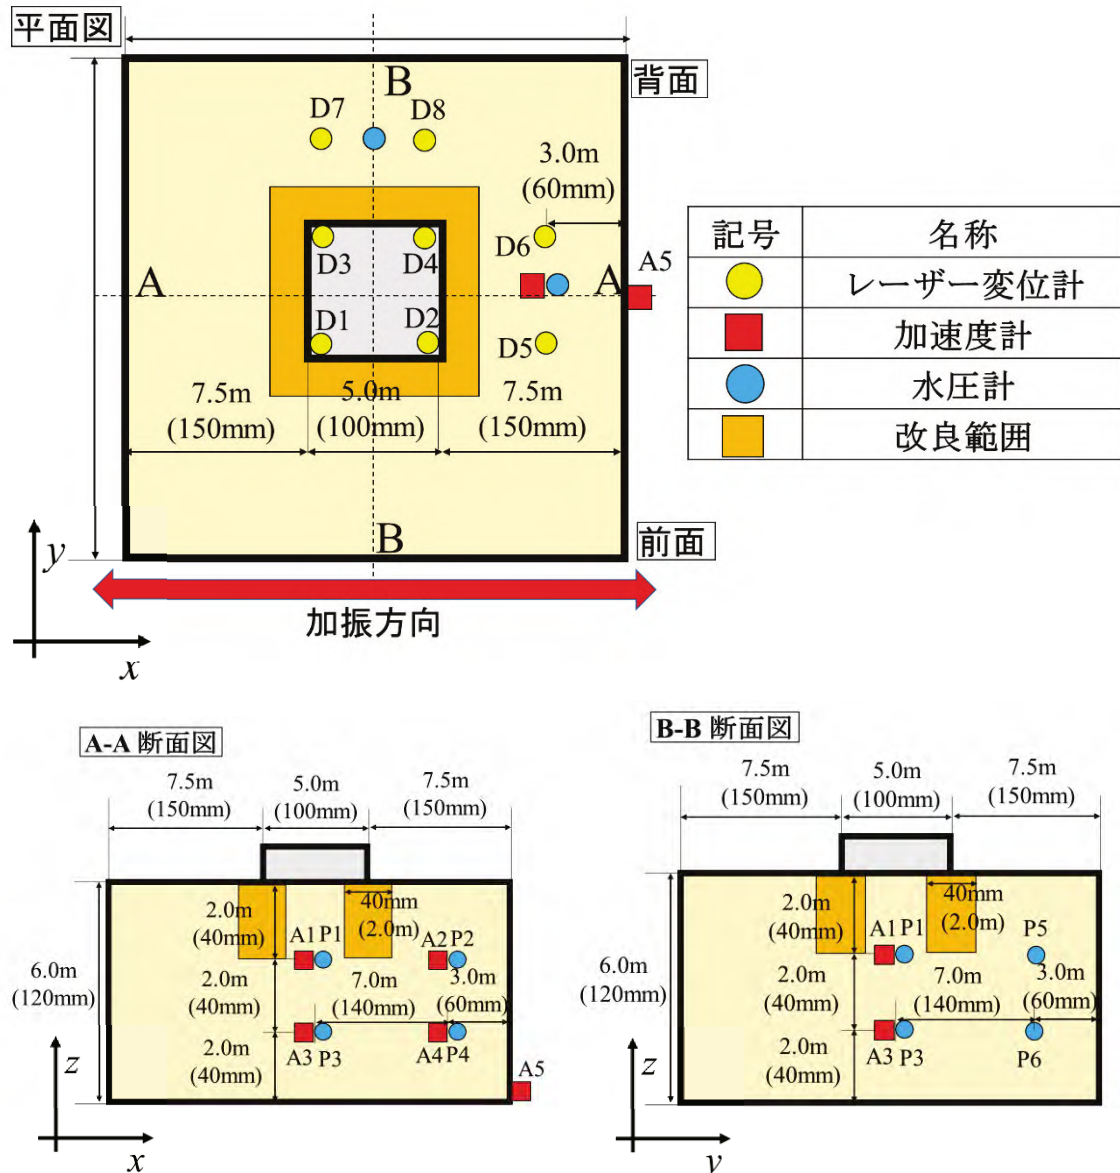 平面図
B
背面
D7
D8
3.0m
(60mm)
D6
D3
D4
A
A
A5
D1
D2
D5
7.5m
(150mm)
5.0m
(100mm)
7.5m
(150mm)
B
前面
y
加振方向
x
記号 名称
レーザー変位計
加速度計
水圧計
改良範囲
A-A 断面図
7.5m
(150mm)
5.0m
(100mm)
7.5m
(150mm)
2.0m
(40mm)
40mm
(2.0m)
A1 P1
A2 P2
6.0m
(120mm)
2.0m
(40mm)
7.0m
(140mm)
3.0m
(60mm)
A3 P3
A4 P4
2.0m
(40mm)
A5
z
x
B-B 断面図
7.5m
(150mm)
5.0m
(100mm)
7.5m
(150mm)
2.0m
(40mm)
40mm
(2.0m)
A1 P1
P5
6.0m
(120mm)
2.0m
(40mm)
7.0m
(140mm)
3.0m
(60mm)
A3 P3
P6
2.0m
(40mm)
z
y